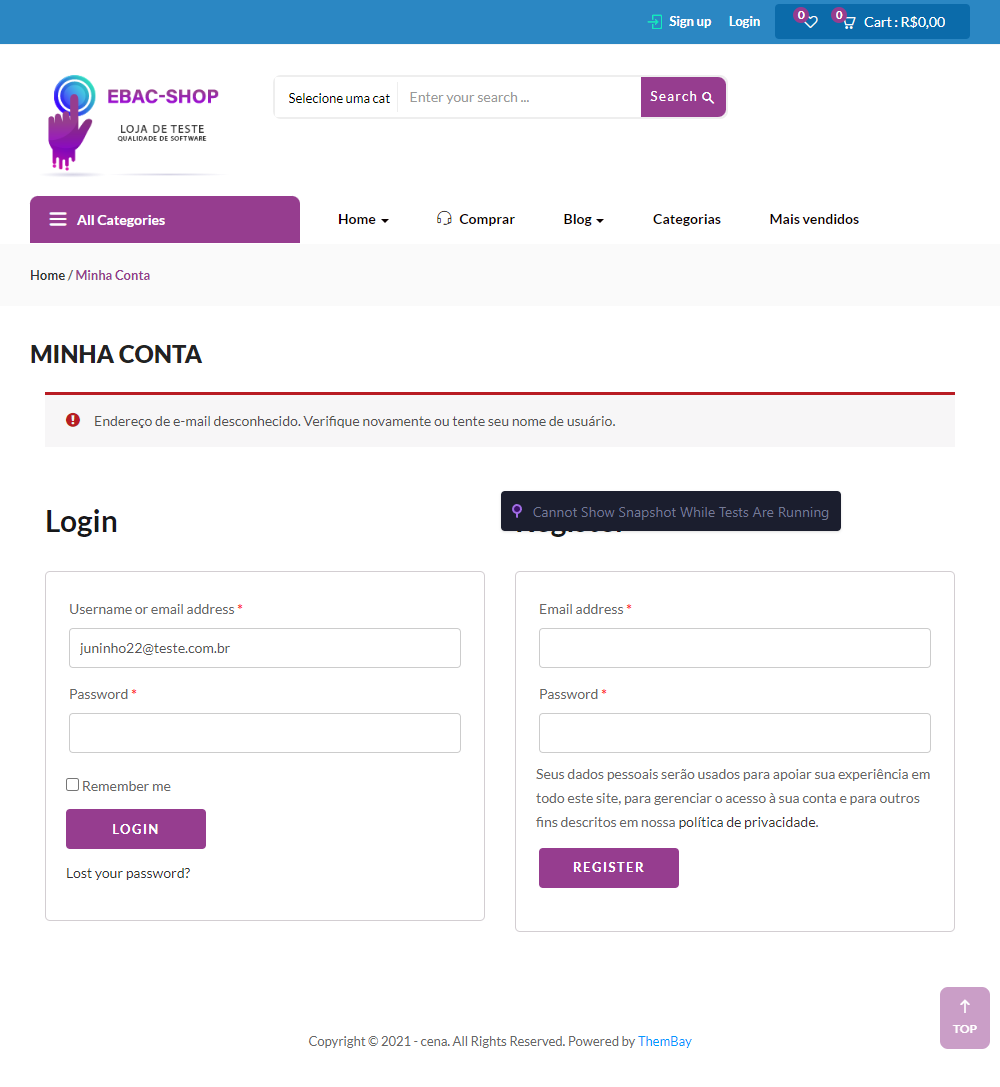 Sign up Login 0 0 Cart : R$0,00
EBAC-SHOP
LOJA DE TESTE
QUALIDADE DE SOFTWARE
Selecione uma cat Enter your search ... Search
All Categories Home Comprar Blog Categorias Mais vendidos
Home / Minha Conta
MINHA CONTA
Endereço de e-mail desconhecido. Verifique novamente ou tente seu nome de usuário.
Cannot Show Snapshot While Tests Are Running
Login
Username or email address *
juninho22@teste.com.br
Password *
Remember me
LOGIN
Lost your password?
Email address *
Password *
Seus dados pessoais serão usados para apoiar sua experiência em
todo este site, para gerenciar o acesso à sua conta e para outros
fins descritos em nossa política de privacidade.
REGISTER
TOP
Copyright © 2021 - cena. All Rights Reserved. Powered by ThemBay